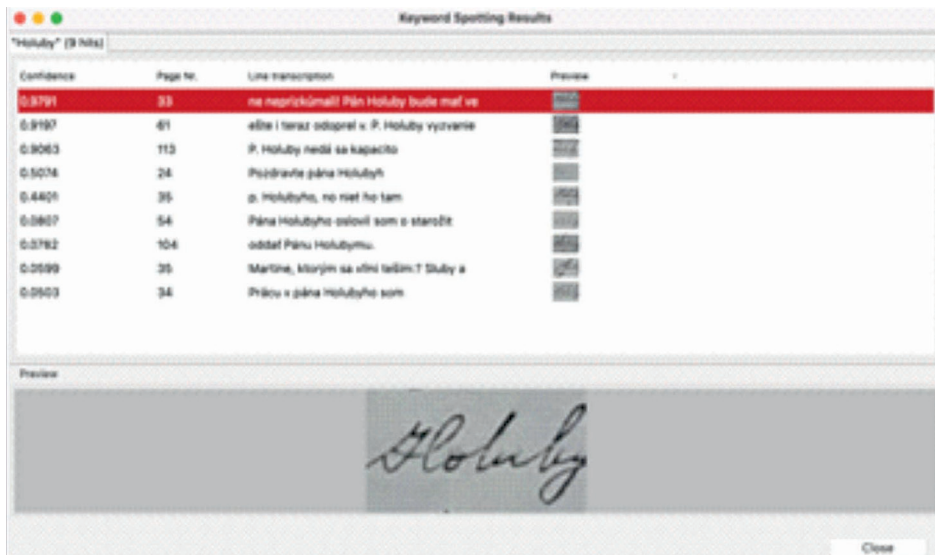 Keyword Spotting Results
"Holuby" (9 hits)
Confidence Page Nr. Line transcription Preview
0.9791 33 ne neprizkúmal! Pán Holuby bude mať ve
0.9197 61 ešte i teraz odoprel v. P. Holuby vyzvanie
0.9063 113 P. Holuby nedá sa kapacito
0.5074 24 Pozdravte pána Holubyh
0.4401 35 p. Holubyho, no niet ho tam
0.0807 54 Pána Holubyho oslovil som o starožit
0.0762 104 oddať Pánu Holubymu.
0.0599 35 Martine, ktorým sa vľmi teším:? Sluby a
0.0503 34 Prácu v pána Holubyho som
Preview
Holuby
Close